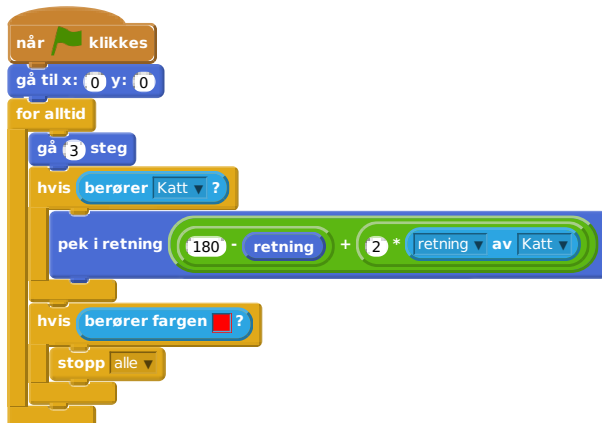 når klikkes
gå til x: 0 y: 0
for alltid
gå 3 steg
hvis berører Katt ?
pek i retning 180 - retning + 2 * retning av Katt
hvis berører fargen ?
stopp alle